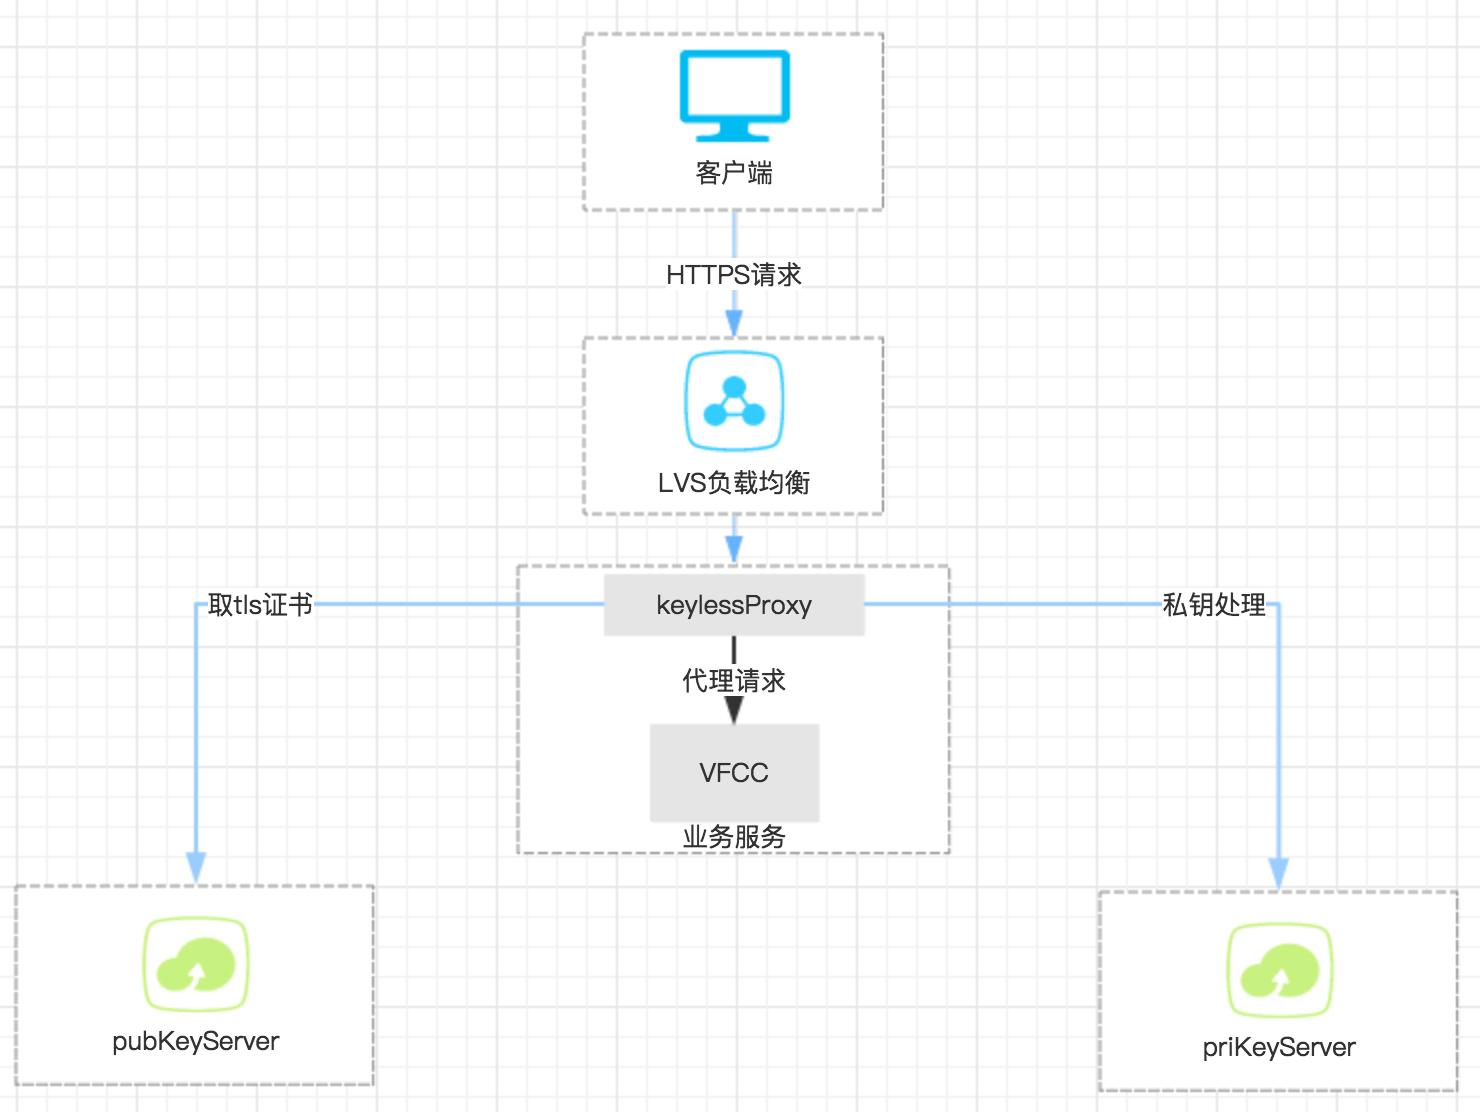 客户端
HTTPS请求
LVS负载均衡
取tls证书
keylessProxy
私钥处理
代理请求
VFCC
业务服务
pubKeyServer
priKeyServer